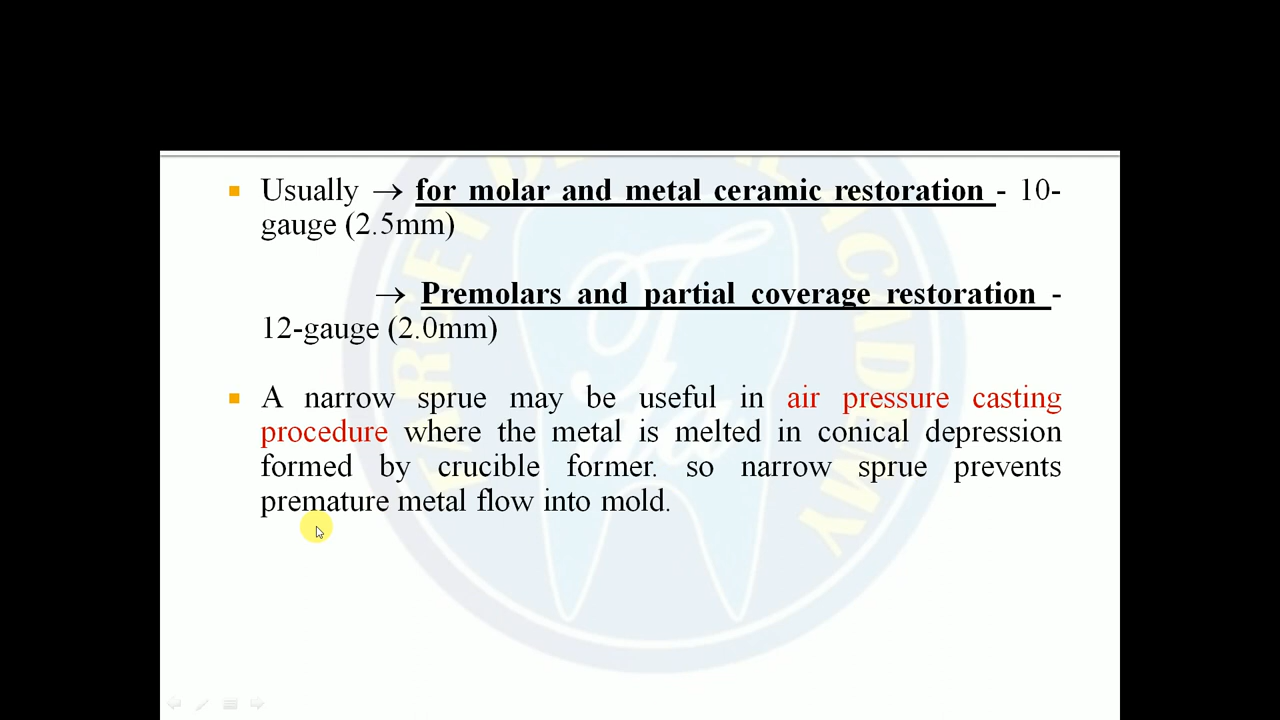 Usually → for molar and metal ceramic restoration - 10-
gauge (2.5mm)
→ Premolars and partial coverage restoration -
12-gauge (2.0mm)
A narrow sprue may be useful in air pressure casting
procedure where the metal is melted in conical depression
formed by crucible former. so narrow sprue prevents
premature metal flow into mold.